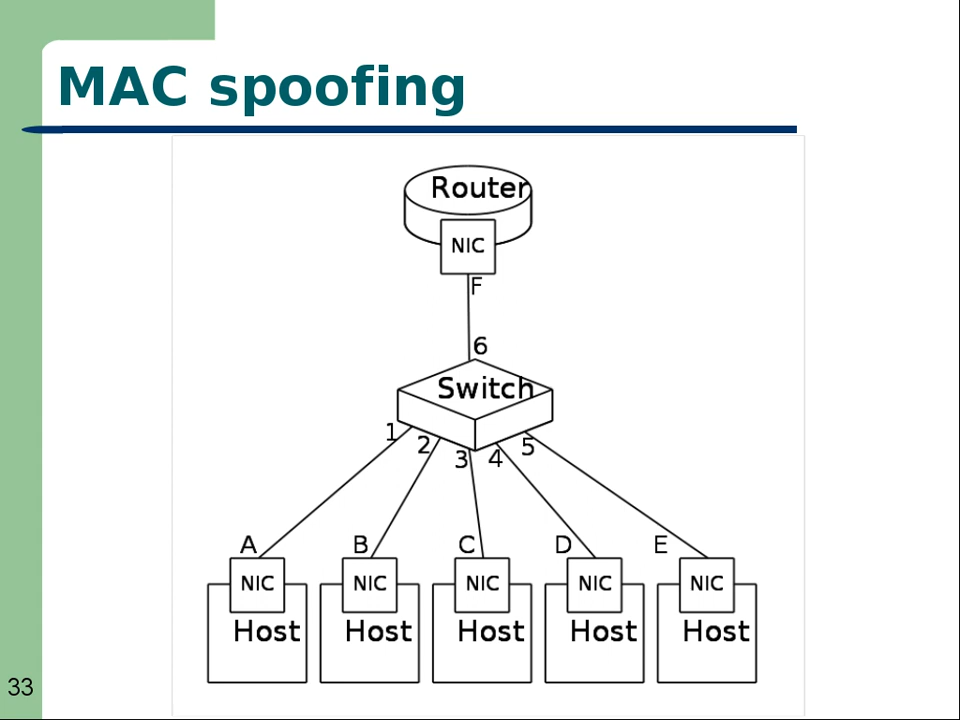 MAC spoofing
Router
NIC
F
6
Switch
1
2
3
4
5
A
B
C
D
E
NIC
NIC
NIC
NIC
NIC
Host
Host
Host
Host
Host
33